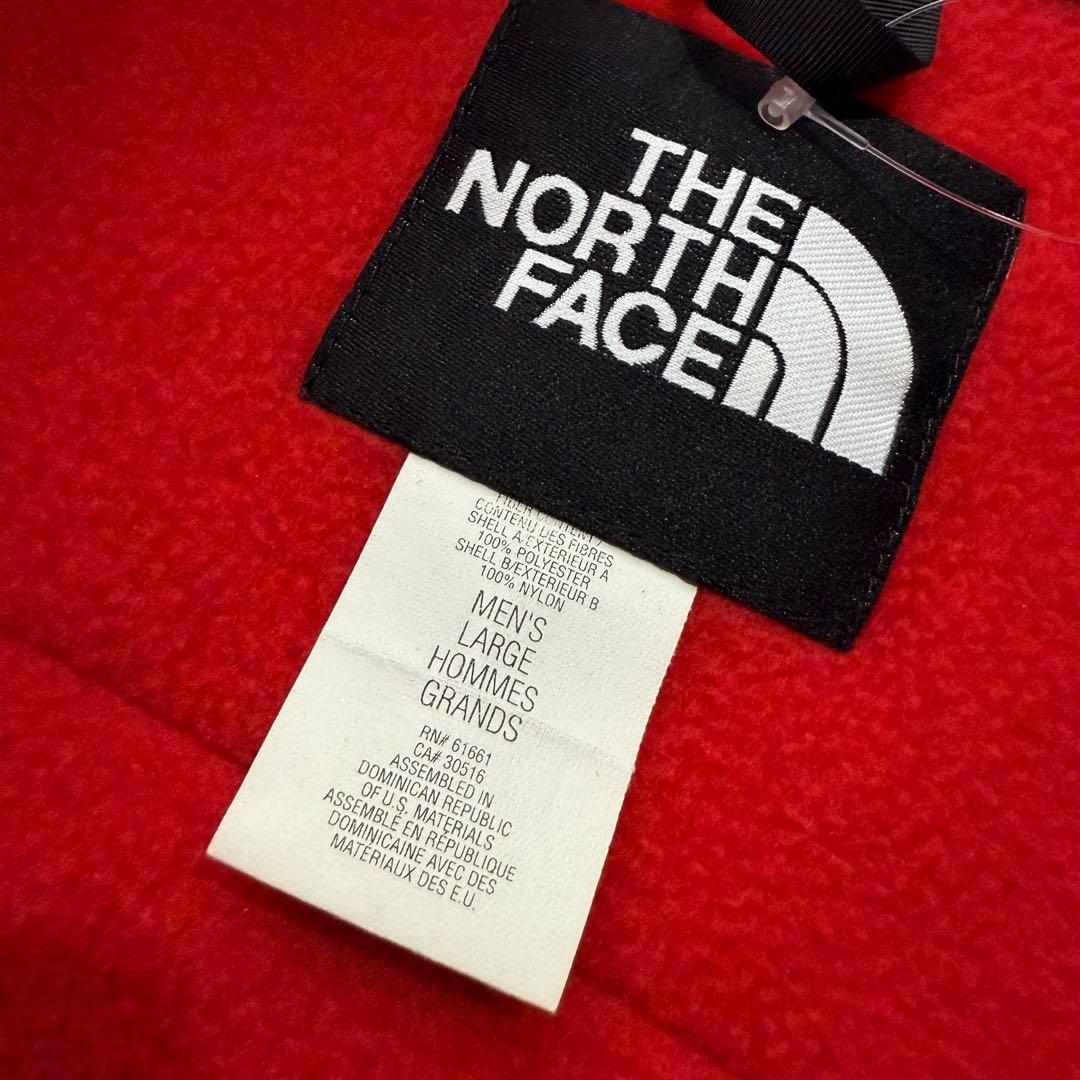 THE
NORTH
FACE
FIBER CONTENT /
CONTENU DES FIBRES
SHELL A/EXTERIEUR A
100% POLYESTER
SHELL B/EXTERIEUR B
100% NYLON
MEN'S
LARGE
HOMMES
GRANDS
RN# 61661
CA# 30516
ASSEMBLED IN
DOMINICAN REPUBLIC
OF U.S. MATERIALS
ASSEMBLÉ EN RÉPUBLIQUE
DOMINICAINE AVEC DES
MATERIAUX DES E.U.